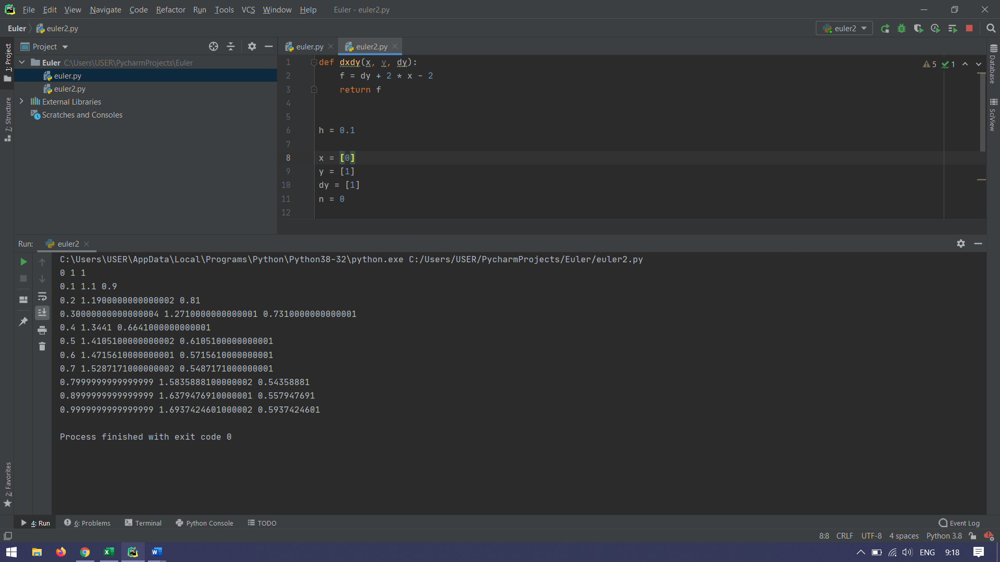 File Edit View Navigate Code Refactor Run Tools VCS Window Help Euler - euler2.py
Euler euler2.py euler2
Project
euler.py euler2.py
1: Project
Euler C:\Users\USER\PycharmProjects\Euler
euler.py
euler2.py
External Libraries
Scratches and Consoles
7: Structure
1 def dxdy(x, y, dy):
2 f = dy + 2 * x - 2
3 return f
4
5
6 h = 0.1
7
8 x = [0]
9 y = [1]
10 dy = [1]
11 n = 0
12
5 1
Database
SciView
Run: euler2
C:\Users\USER\AppData\Local\Programs\Python\Python38-32\python.exe C:/Users/USER/PycharmProjects/Euler/euler2.py
0 1 1
0.1 1.1 0.9
0.2 1.1900000000000002 0.81
0.30000000000000004 1.2710000000000001 0.7310000000000001
0.4 1.3441 0.6641000000000001
0.5 1.4105100000000002 0.6105100000000001
0.6 1.4715610000000001 0.5715610000000001
0.7 1.5287171000000002 0.5487171000000001
0.7999999999999999 1.5835888100000002 0.54358881
0.8999999999999999 1.6379476910000001 0.557947691
0.9999999999999999 1.6937424601000002 0.5937424601
Process finished with exit code 0
2: Favorites
4: Run 6: Problems Terminal Python Console TODO Event Log
8:8 CRLF UTF-8 4 spaces Python 3.8
ENG 9:18